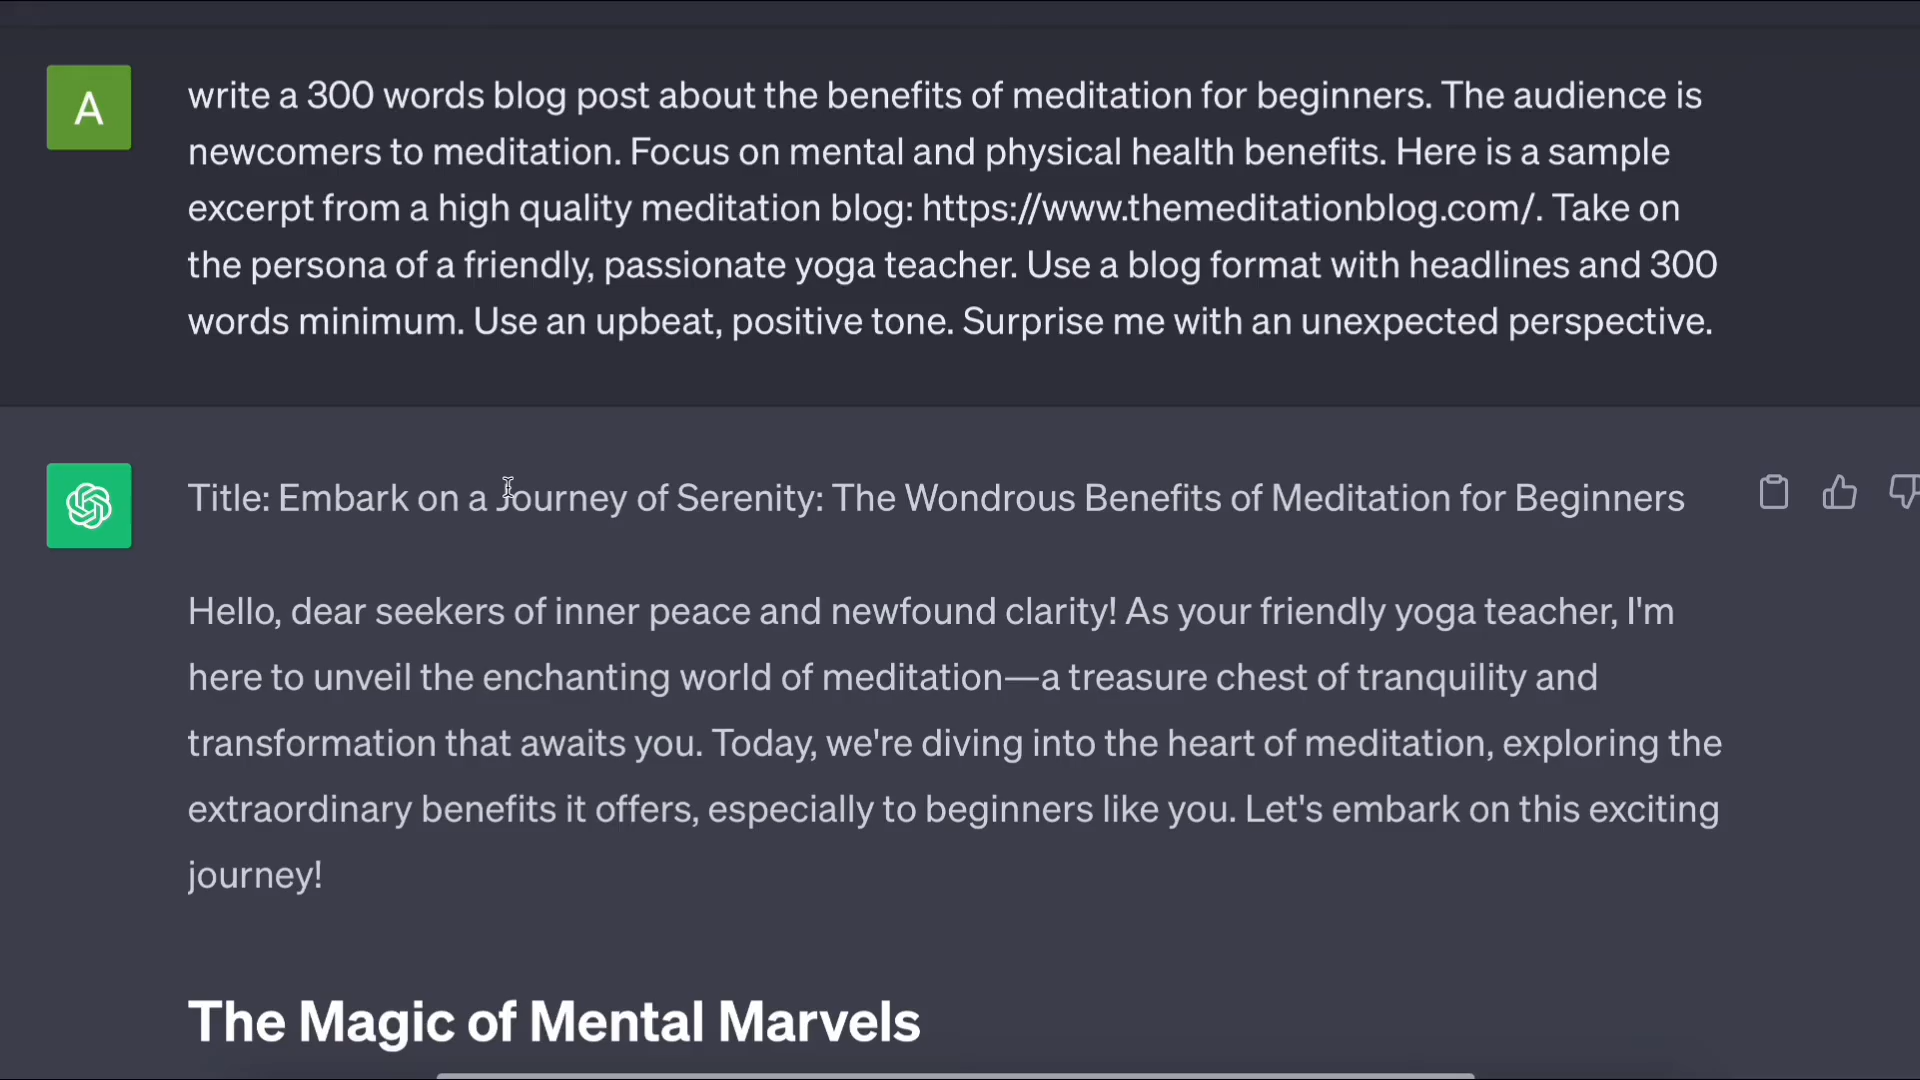 A
write a 300 words blog post about the benefits of meditation for beginners. The audience is
newcomers to meditation. Focus on mental and physical health benefits. Here is a sample
excerpt from a high quality meditation blog: https://www.themeditationblog.com/. Take on
the persona of a friendly, passionate yoga teacher. Use a blog format with headlines and 300
words minimum. Use an upbeat, positive tone. Surprise me with an unexpected perspective.
Title: Embark on a Journey of Serenity: The Wondrous Benefits of Meditation for Beginners
Hello, dear seekers of inner peace and newfound clarity! As your friendly yoga teacher, I'm
here to unveil the enchanting world of meditation—a treasure chest of tranquility and
transformation that awaits you. Today, we're diving into the heart of meditation, exploring the
extraordinary benefits it offers, especially to beginners like you. Let's embark on this exciting
journey!
The Magic of Mental Marvels